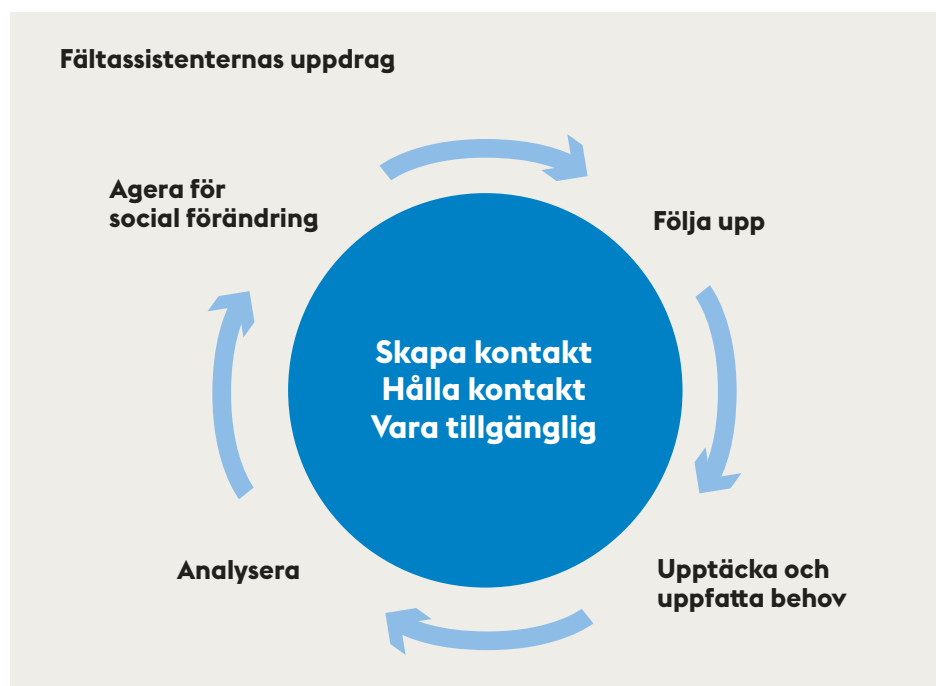 Fältassistenternas uppdrag
Agera för
social förändring
Följa upp
Skapa kontakt
Hålla kontakt
Vara tillgänglig
Analysera
Upptäcka och
uppfatta behov